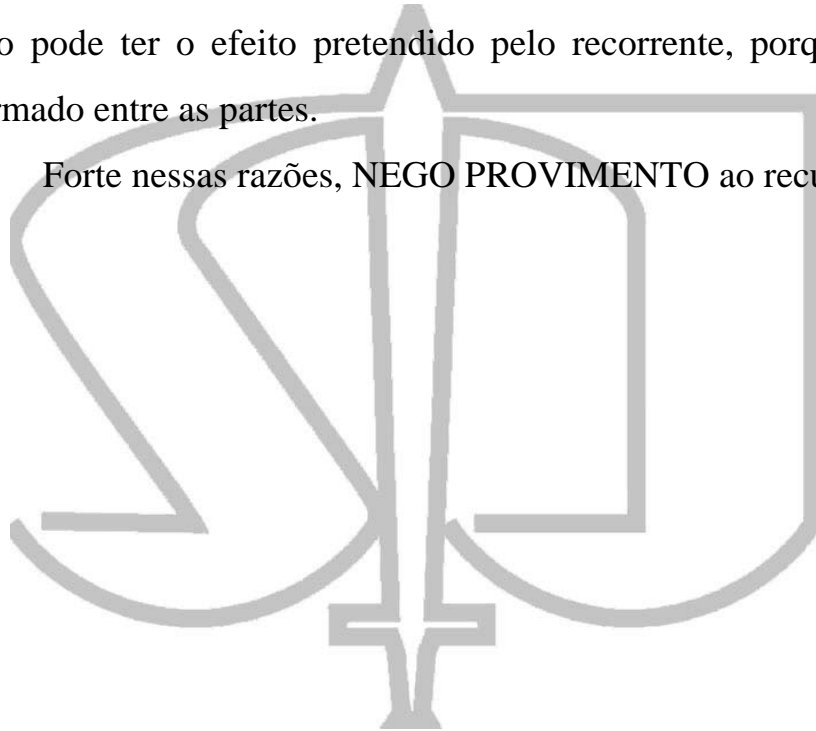 o pode ter o efeito pretendido pelo recorrente, porq
rmado entre as partes.
Forte nessas razões, NEGO PROVIMENTO ao recu